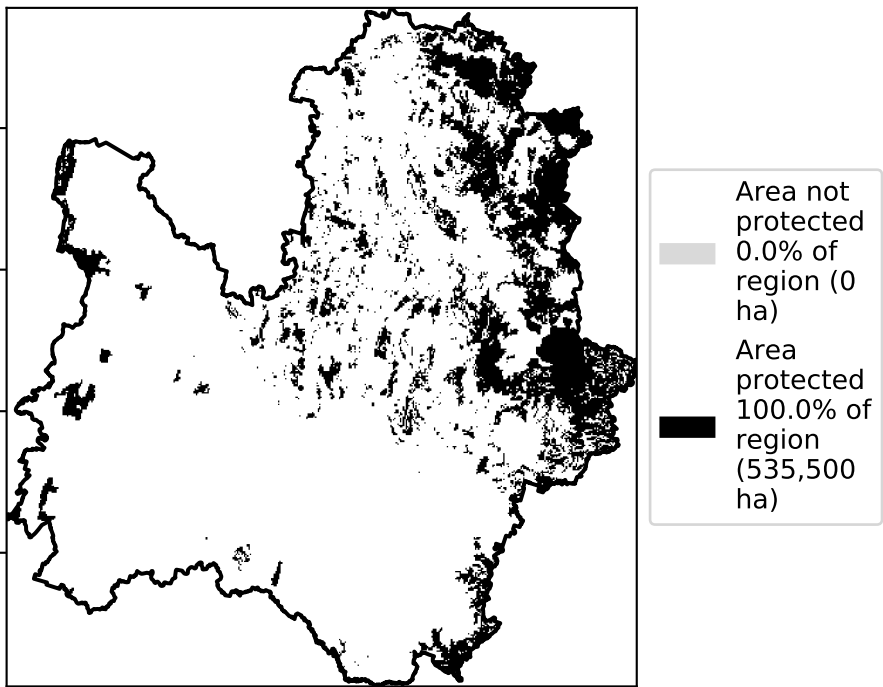 Area not
protected
0.0% of
region (0
ha)
Area
protected
100.0% of
region
(535,500
ha)